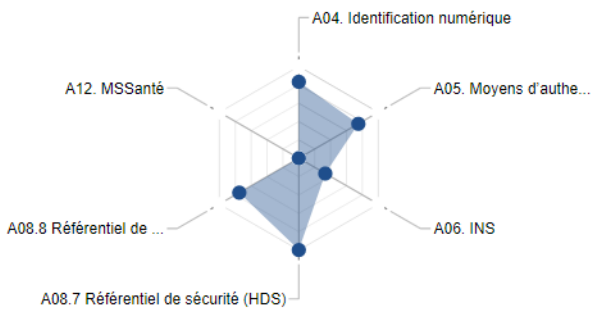 A04. Identification numérique
A12. MSSanté
A05. Moyens d'authe...
A08.8 Référentiel de ...
A06. INS
A08.7 Référentiel de sécurité (HDS)